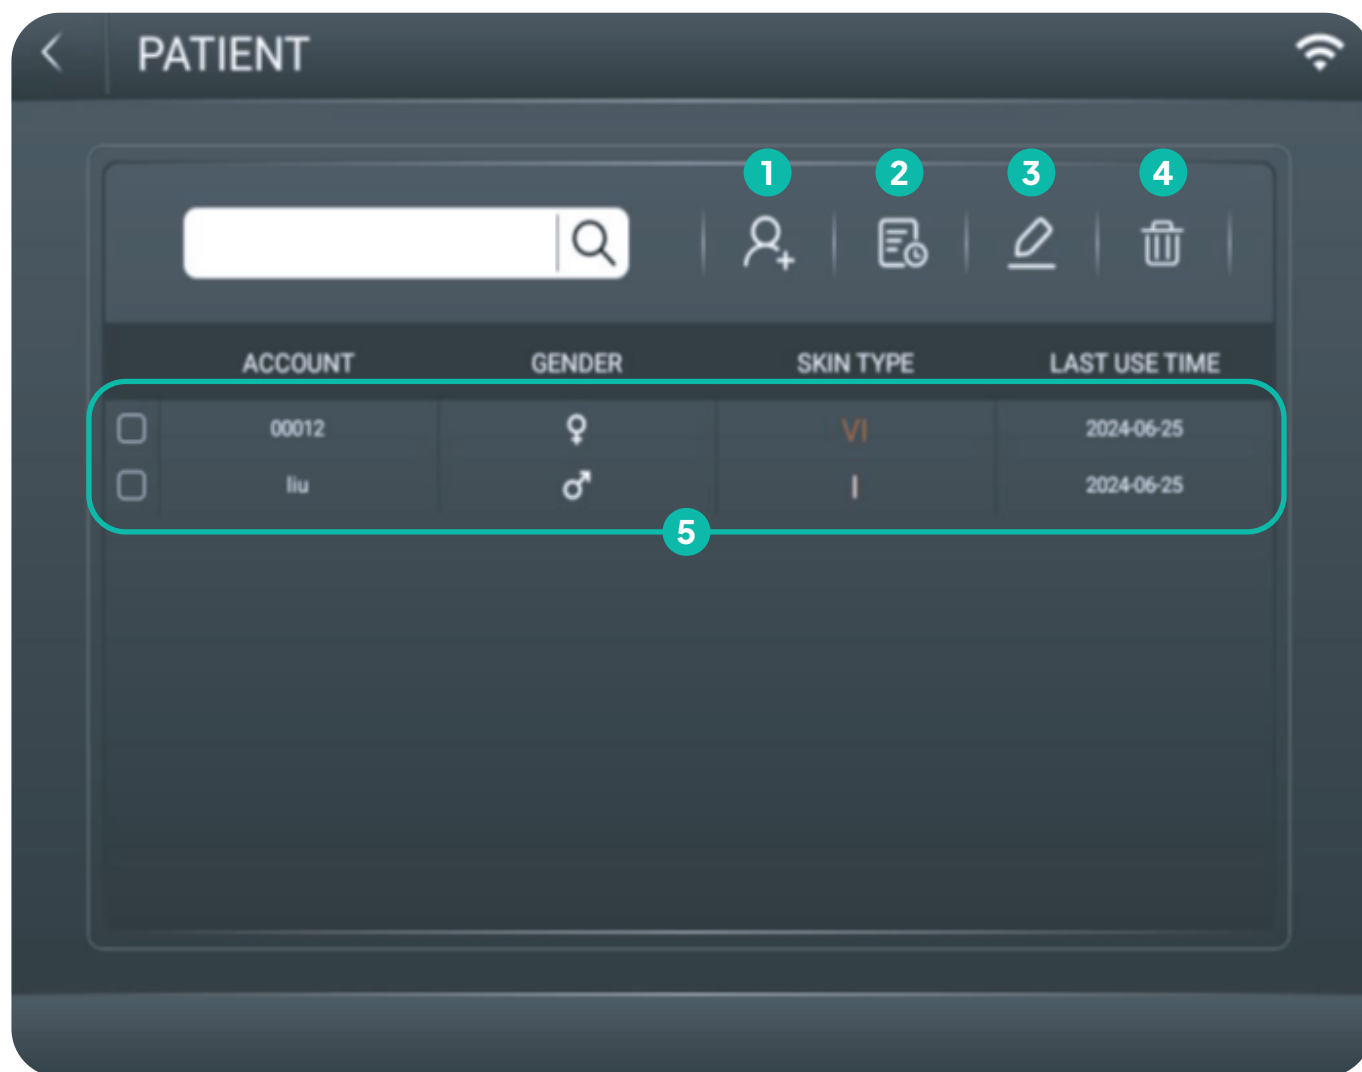 PATIENT
1 2 3 4
ACCOUNT GENDER SKIN TYPE LAST USE TIME
00012 VI 2024-06-25
liu I 2024-06-25
5